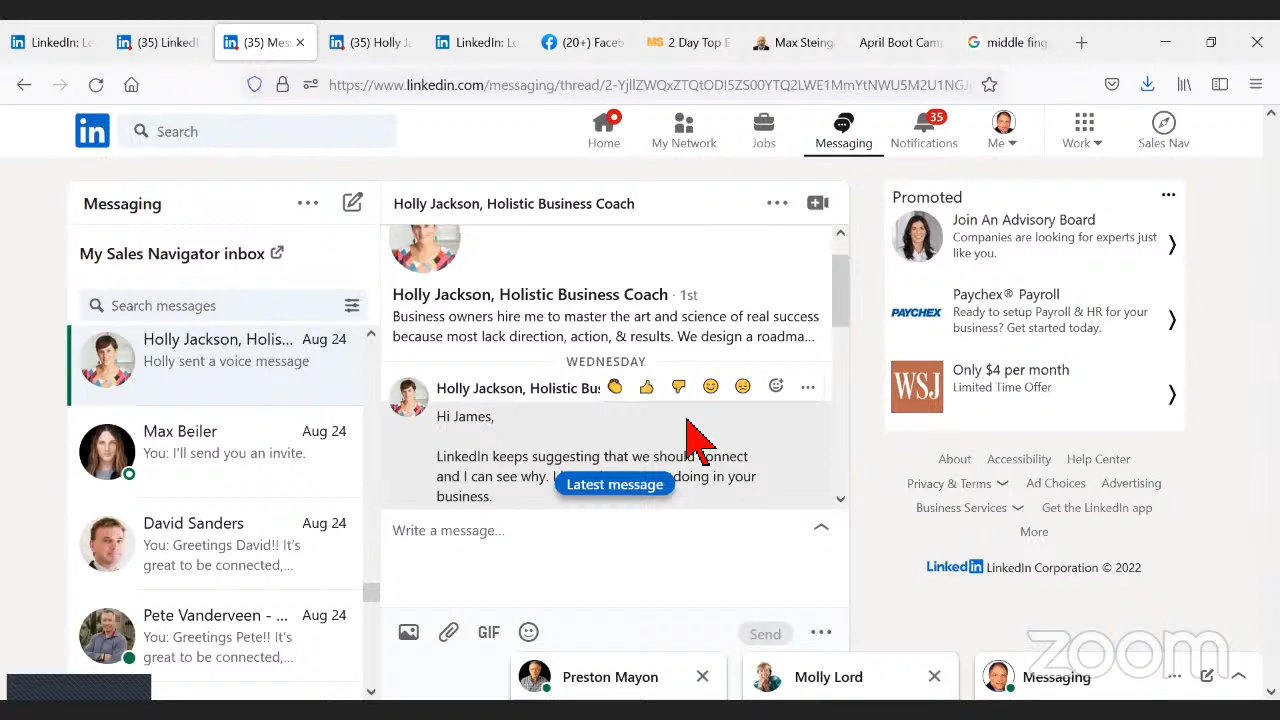 LinkedIn: Lo
(35) Linked
(35) Mes
(35) Holly Ja
LinkedIn: Lo
(20+) Faceb
MS 2 Day Top E
Max Steing
April Boot Cam
middle fing
https://www.linkedin.com/messaging/thread/
in
Search
Home
My Network
Jobs
Messaging
35
Notifications
Me
Work
Sales Nav
Messaging
My Sales Navigator inbox
Search messages
Holly Jackson, Holis... Aug 24
Holly sent a voice message
Max Beiler Aug 24
You: I'll send you an invite.
David Sanders Aug 24
You: Greetings David!! It's
great to be connected,...
Pete Vanderveen - ... Aug 24
You: Greetings Pete!! It's
great to be connected,...
Holly Jackson, Holistic Business Coach
Holly Jackson, Holistic Business Coach · 1st
Business owners hire me to master the art and science of real success
because most lack direction, action, & results. We design a roadma...
WEDNESDAY
Holly Jackson, Holistic Bu
Hi James,
LinkedIn keeps suggesting that we should connect
and I can see why. doing in your
business.
Latest message
Write a message...
GIF
Send
Promoted
Join An Advisory Board
Companies are looking for experts just
like you.
PAYCHEX
Paychex® Payroll
Ready to setup Payroll & HR for your
business? Get started today.
WSJ
Only $4 per month
Limited Time Offer
About Accessibility Help Center
Privacy & Terms Ad Choices Advertising
Business Services Get the LinkedIn app
More
LinkedIn LinkedIn Corporation © 2022
Preston Mayon
Molly Lord
Messaging
zoom